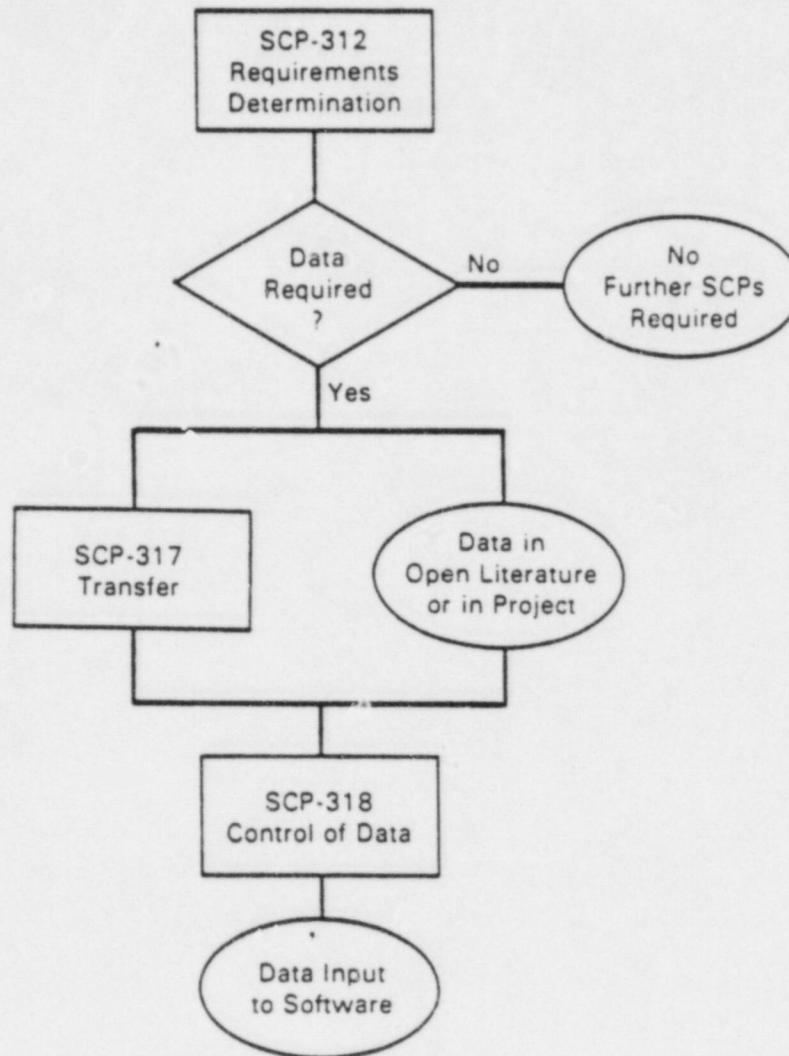 SCP-312
Requirements
Determination
Data
Required
?
No
No
Further SCPs
Required
Yes
SCP-317
Transfer
Data in
Open Literature
or in Project
SCP-318
Control of Data
Data Input
to Software